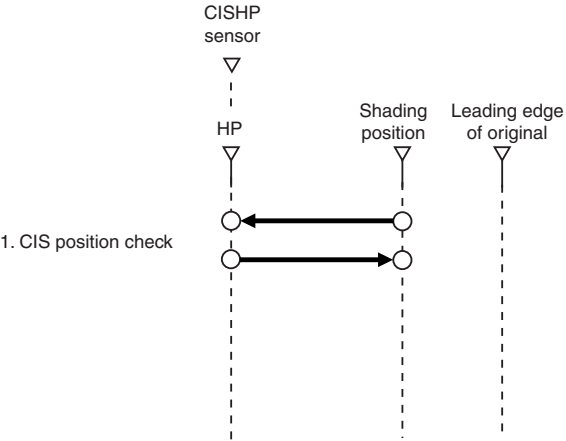 CISHP
sensor
HP
Shading
position
Leading edge
of original
1. CIS position check